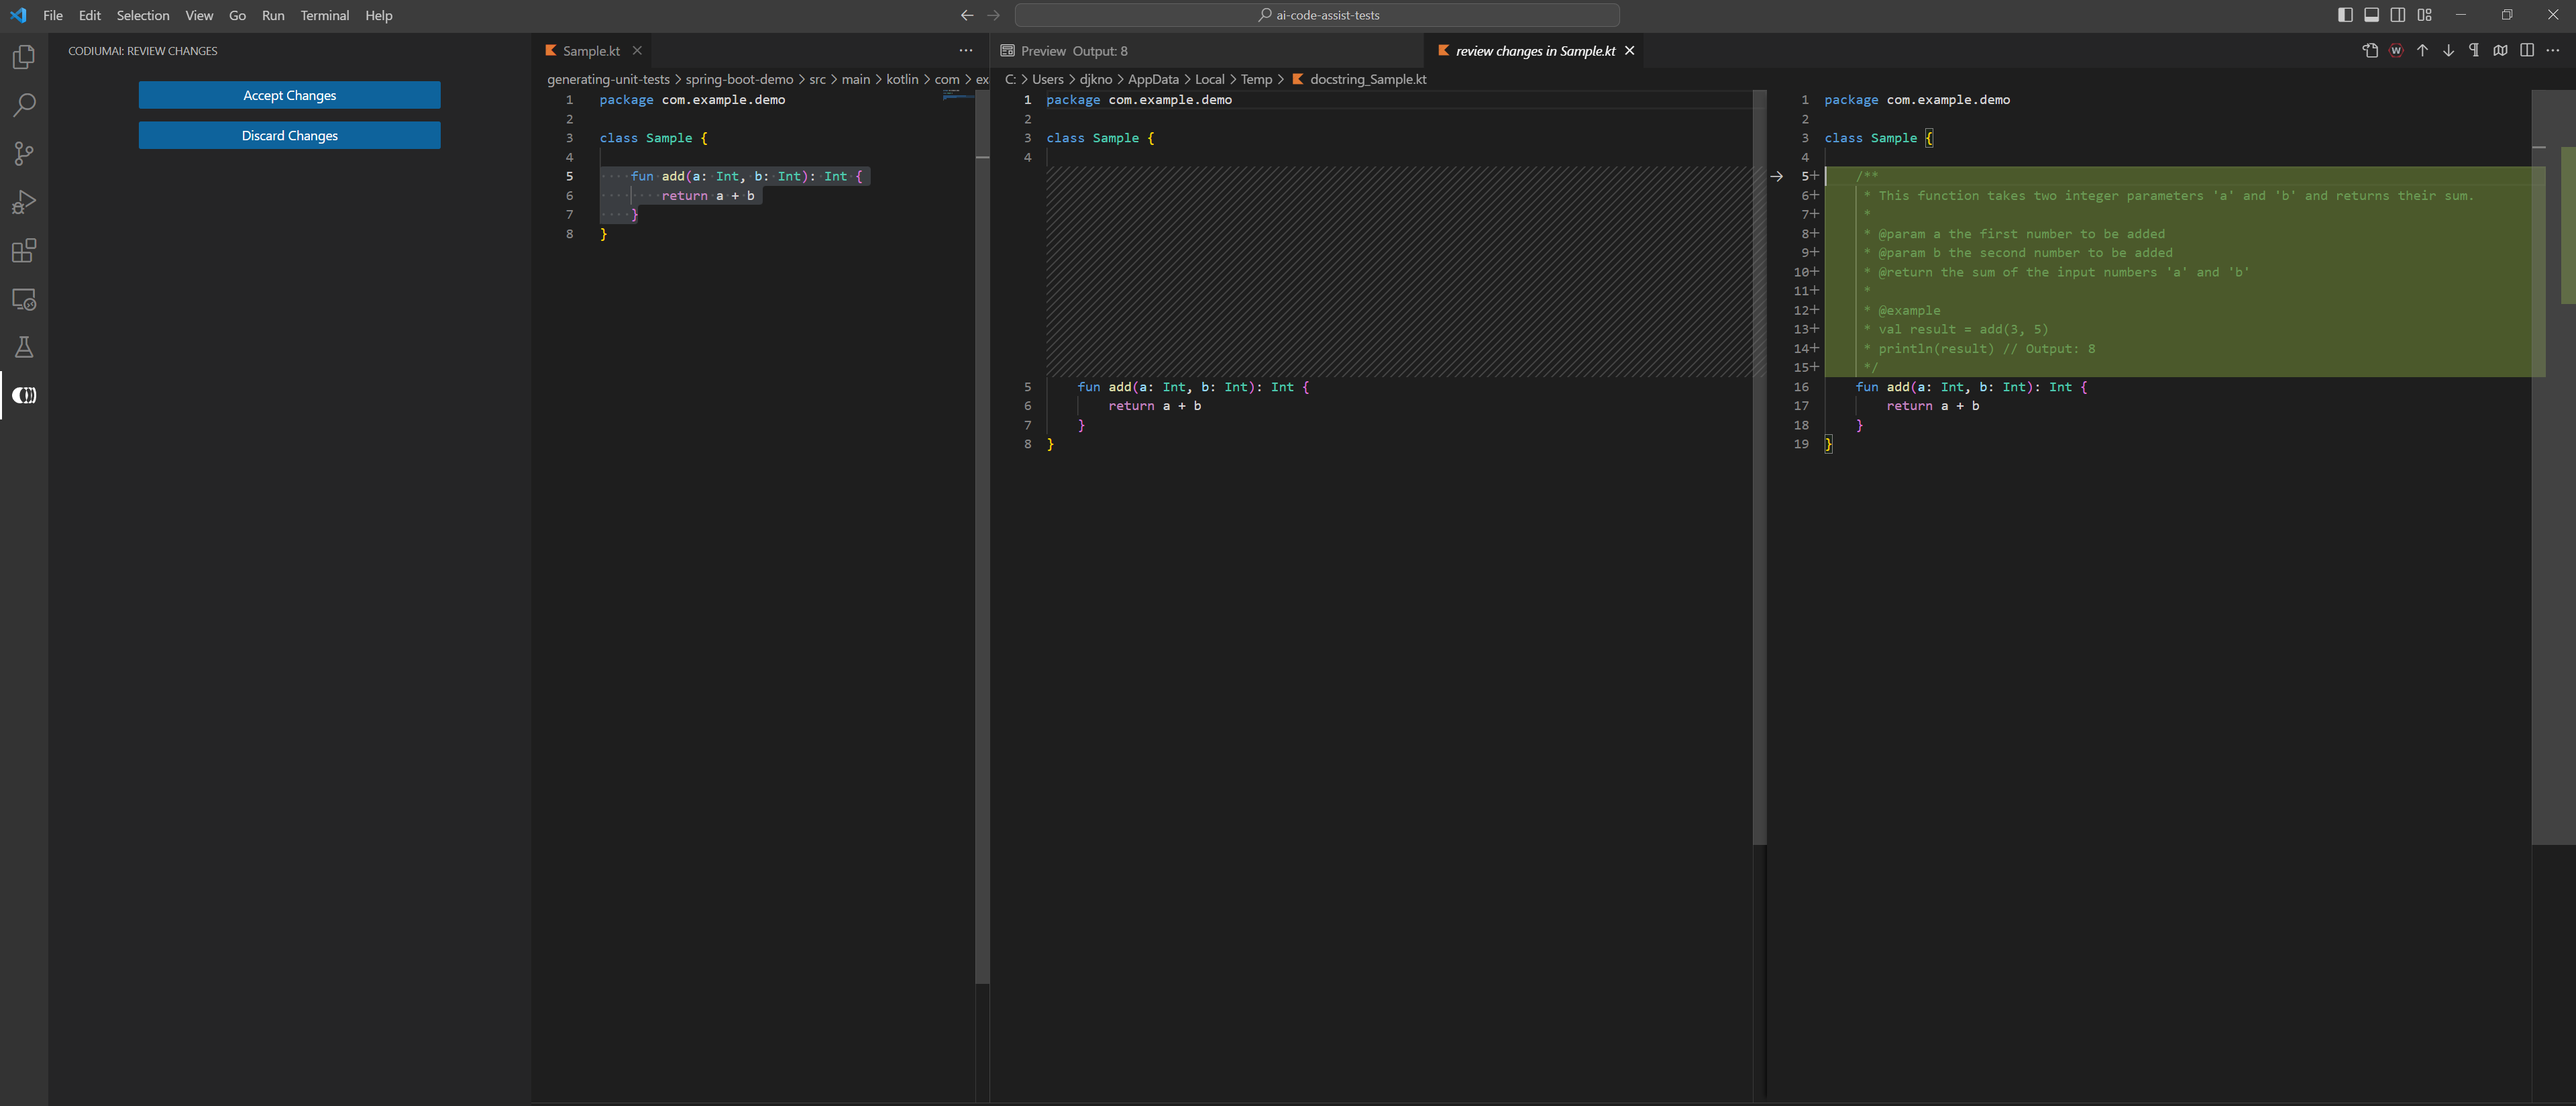 File Edit Selection View Go Run Terminal Help
ai-code-assist-tests
CODIUMAI: REVIEW CHANGES
Accept Changes
Discard Changes
Sample.kt
generating-unit-tests > spring-boot-demo > src > main > kotlin > com > ex
1 package com.example.demo
2
3 class Sample {
4
5 ····fun·add(a:·Int,·b:·Int):·Int·{
6 ········return·a·+·b
7 ····}
8 }
Preview Output: 8
review changes in Sample.kt
W
C: > Users > djkno > AppData > Local > Temp > docstring_Sample.kt
1 package com.example.demo
2
3 class Sample {
4
5 fun add(a: Int, b: Int): Int {
6 return a + b
7 }
8 }
1 package com.example.demo
2
3 class Sample {
4
5+ /**
6+ * This function takes two integer parameters 'a' and 'b' and returns their sum.
7+ *
8+ * @param a the first number to be added
9+ * @param b the second number to be added
10+ * @return the sum of the input numbers 'a' and 'b'
11+ *
12+ * @example
13+ * val result = add(3, 5)
14+ * println(result) // Output: 8
15+ */
16 fun add(a: Int, b: Int): Int {
17 return a + b
18 }
19 }